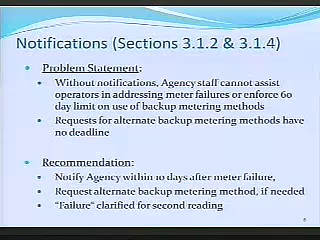 Notifications (Sections 3.1.2 & 3.1.4)
• Problem Statement:
• Without notifications, Agency staff cannot assist
operators in addressing meter failures or enforce 60
day limit on use of backup metering methods
• Requests for alternate backup metering methods have
no deadline
• Recommendation:
• Notify Agency within 10 days after meter failure,
• Request alternate backup metering method, if needed
• "Failure" clarified for second reading